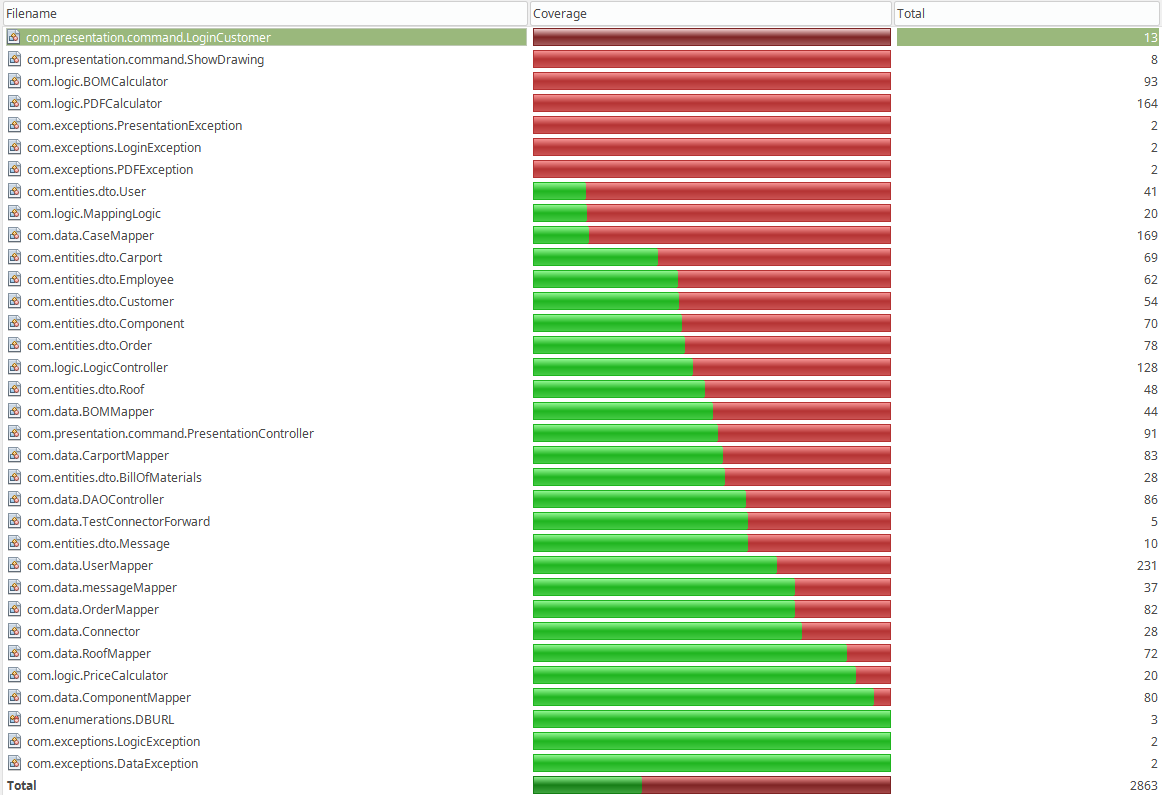 Filename Coverage Total
com.presentation.command.LoginCustomer 13
com.presentation.command.ShowDrawing 8
com.logic.BOMCalculator 93
com.logic.PDFCalculator 164
com.exceptions.PresentationException 2
com.exceptions.LoginException 2
com.exceptions.PDFException 2
com.entities.dto.User 41
com.logic.MappingLogic 20
com.data.CaseMapper 169
com.entities.dto.Carport 69
com.entities.dto.Employee 62
com.entities.dto.Customer 54
com.entities.dto.Component 70
com.entities.dto.Order 78
com.logic.LogicController 128
com.entities.dto.Roof 48
com.data.BOMMapper 44
com.presentation.command.PresentationController 91
com.data.CarportMapper 83
com.entities.dto.BillOfMaterials 28
com.data.DAOController 86
com.data.TestConnectorForward 5
com.entities.dto.Message 10
com.data.UserMapper 231
com.data.messageMapper 37
com.data.OrderMapper 82
com.data.Connector 28
com.data.RoofMapper 72
com.logic.PriceCalculator 20
com.data.ComponentMapper 80
com.enumerations.DBURL 3
com.exceptions.LogicException 2
com.exceptions.DataException 2
Total 2863